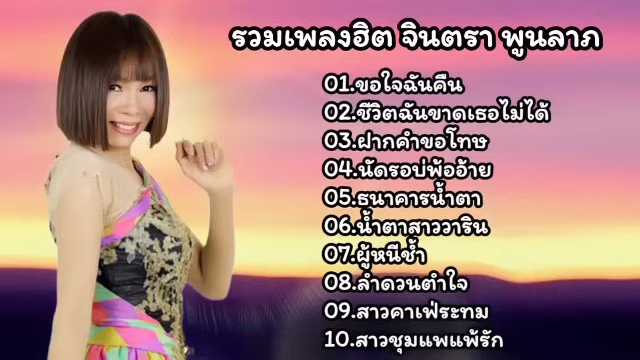 รวมเพลงฮิต จินตรา พูนลาภ
01.ขอใจฉันคืน
02.ชีวิตฉันขาดเธอไม่ได้
03.ฝากคำขอโทษ
04.นัดรอบ่พ้ออ้าย
05.ธนาคารน้ำตา
06.น้ำตาสาววาริน
07.ผู้หนีช้ำ
08.ลำดวนตำใจ
09.สาวคาเฟ่ระทม
10.สาวชุมแพแพ้รัก